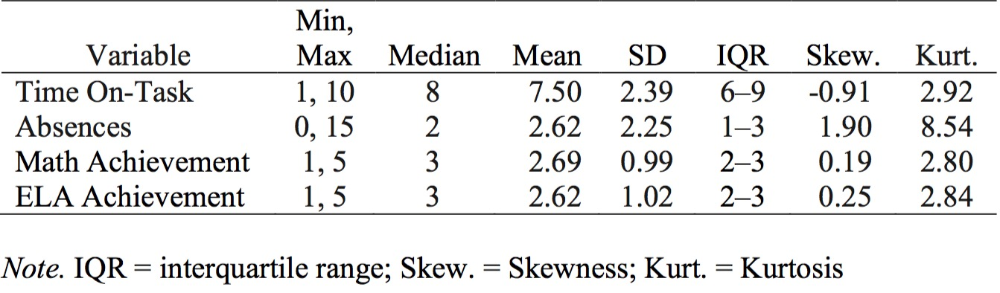 Variable Min, Max Median Mean SD IQR Skew. Kurt.
Time On-Task 1, 10 8 7.50 2.39 6–9 -0.91 2.92
Absences 0, 15 2 2.62 2.25 1–3 1.90 8.54
Math Achievement 1, 5 3 2.69 0.99 2–3 0.19 2.80
ELA Achievement 1, 5 3 2.62 1.02 2–3 0.25 2.84
Note. IQR = interquartile range; Skew. = Skewness; Kurt. = Kurtosis